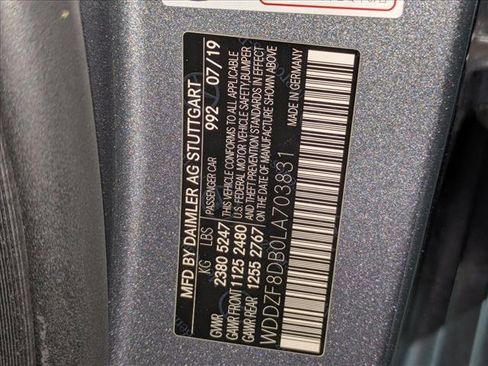 MFD BY DAIMLER AG STUTTGART
PASSENGER CAR 992 07/19
KG LBS
THIS VEHICLE CONFORMS TO ALL APPLICABLE
U.S. FEDERAL MOTOR VEHICLE SAFETY,BUMPER
AND THEFT PREVENTION STANDARDS IN EFFECT
ON THE DATE OF MANUFACTURE SHOWN ABOVE
GVWR 2380 5247
GAWR FRONT 1125 2480
GAWR REAR 1255 2767
MADE IN GERMANY
WDDZF8DB0LA703831